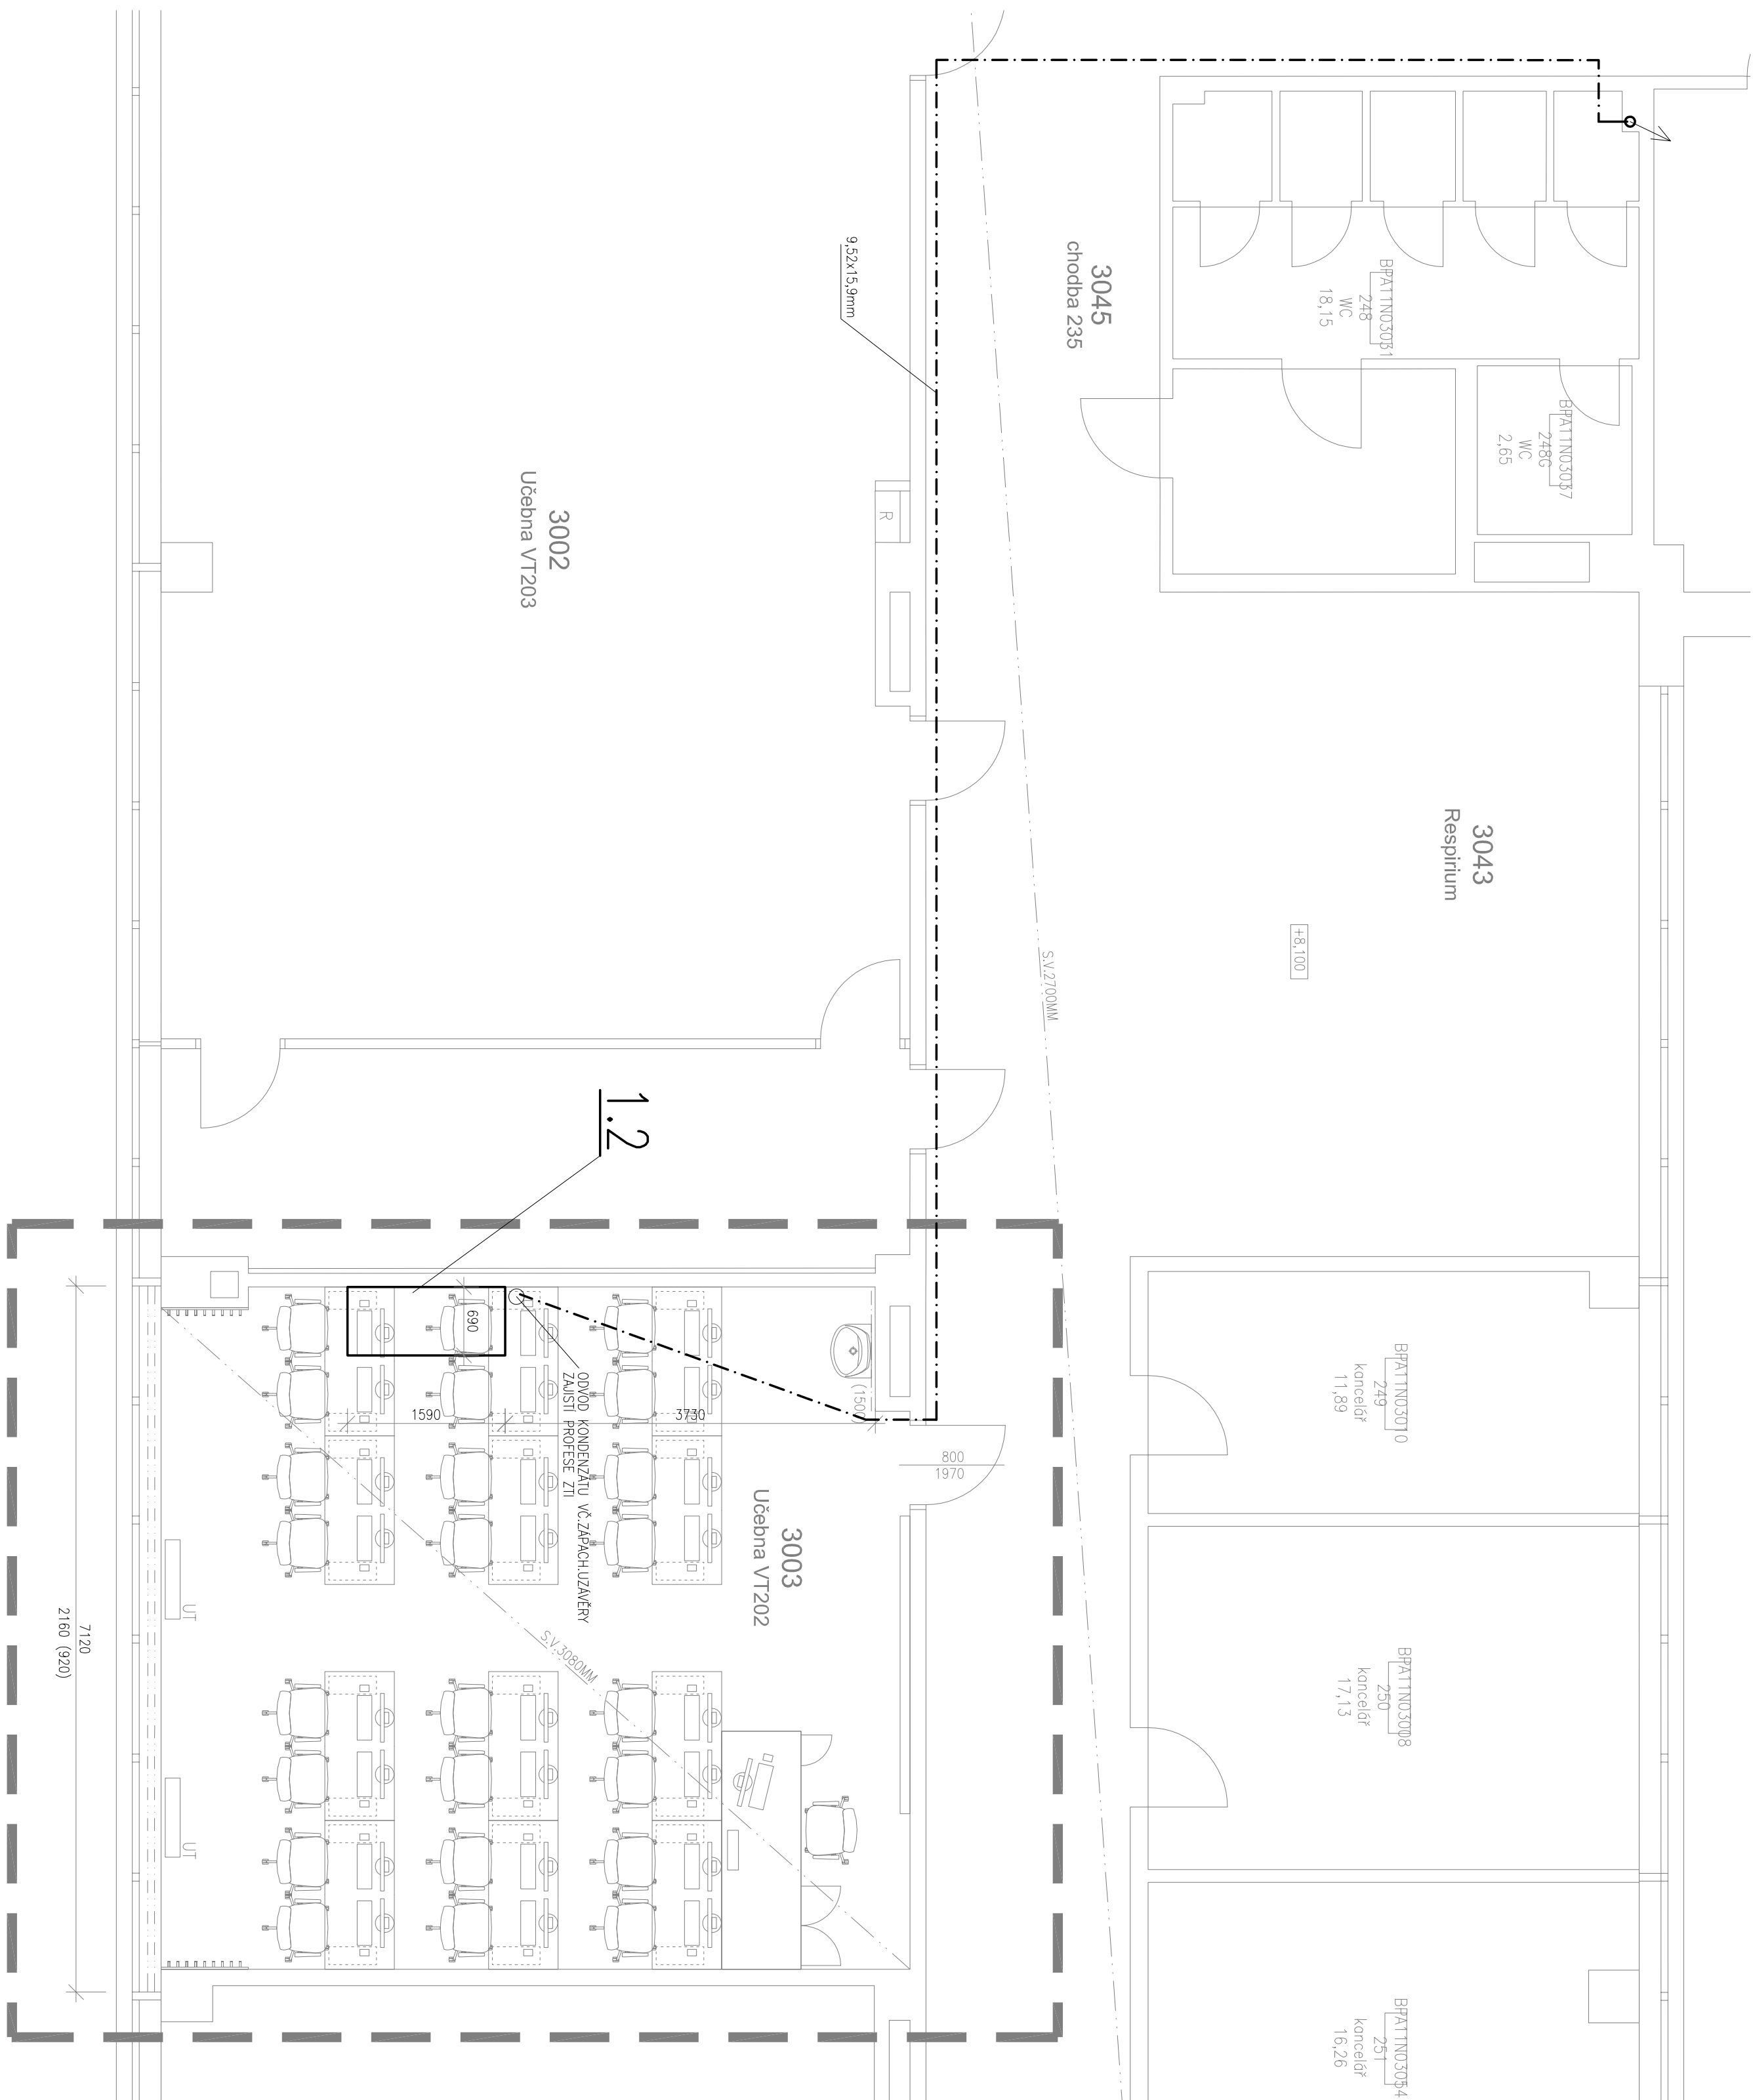 BPA11N03031
248
WC
18,15
BPA11N03037
248G
WC
2,65
3045
chodba 235
9,52x15,9mm
R
3002
Učebna VT203
3043
Respirium
+8,100
S.V.2700MM
1.2
690
1590
3730
(1500)
800
1970
ODVOD KONDENZÁTU VČ.ZÁPACH.UZÁVĚRY
ZAJISTÍ PROFESE ZTI
3003
Učebna VT202
S.V.3080MM
UT
UT
7120
2160 (920)
BPA11N03010
249
kancelář
11,89
BPA11N03008
250
kancelář
17,13
BPA11N03054
251
kancelář
16,26